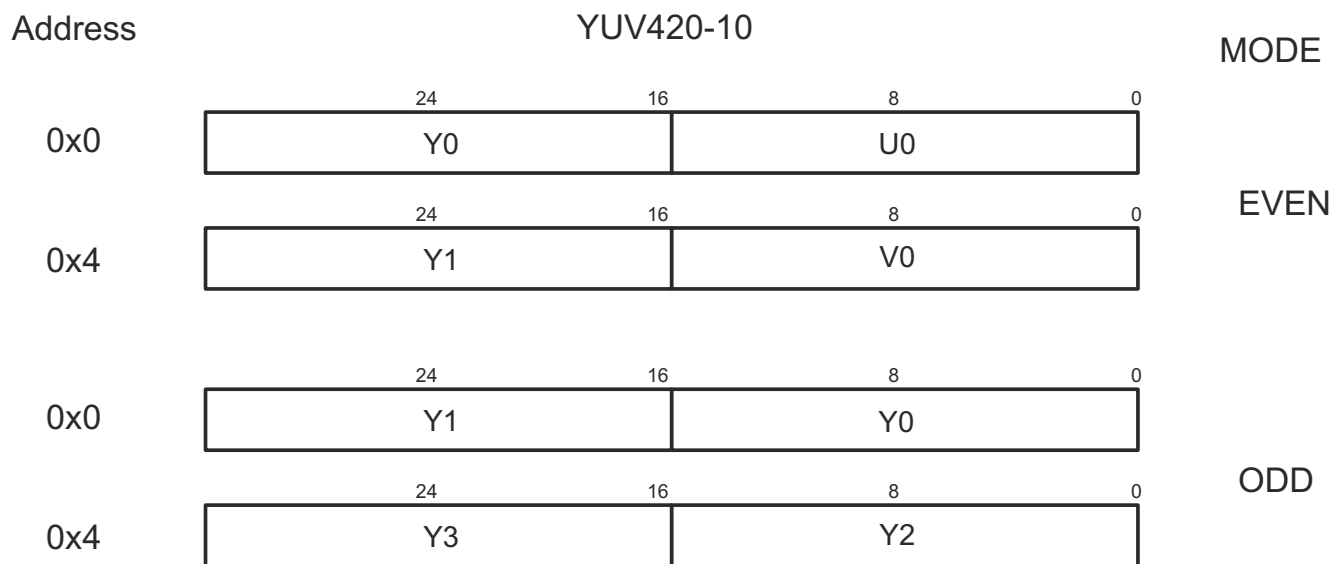 Address YUV420-10 MODE
24 16 8 0
0x0 Y0 U0
EVEN
24 16 8 0
0x4 Y1 V0
24 16 8 0
0x0 Y1 Y0
ODD
24 16 8 0
0x4 Y3 Y2